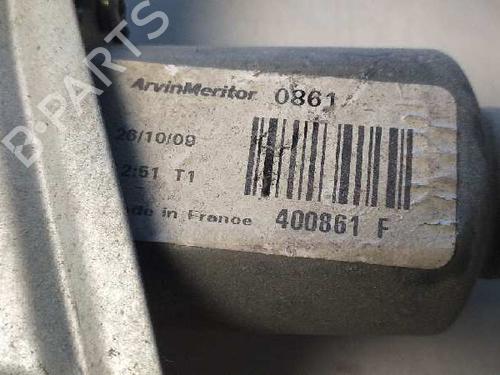 ArvinMeritor 0861
26/10/09
2:51 T1
de in France 400861 F
B-PARTS